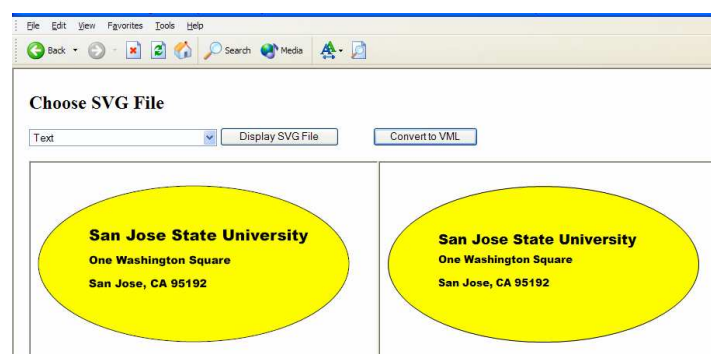 File Edit View Favorites Tools Help
Back Search Media
Choose SVG File
Text Display SVG File Convert to VML
San Jose State University
One Washington Square
San Jose, CA 95192
San Jose State University
One Washington Square
San Jose, CA 95192